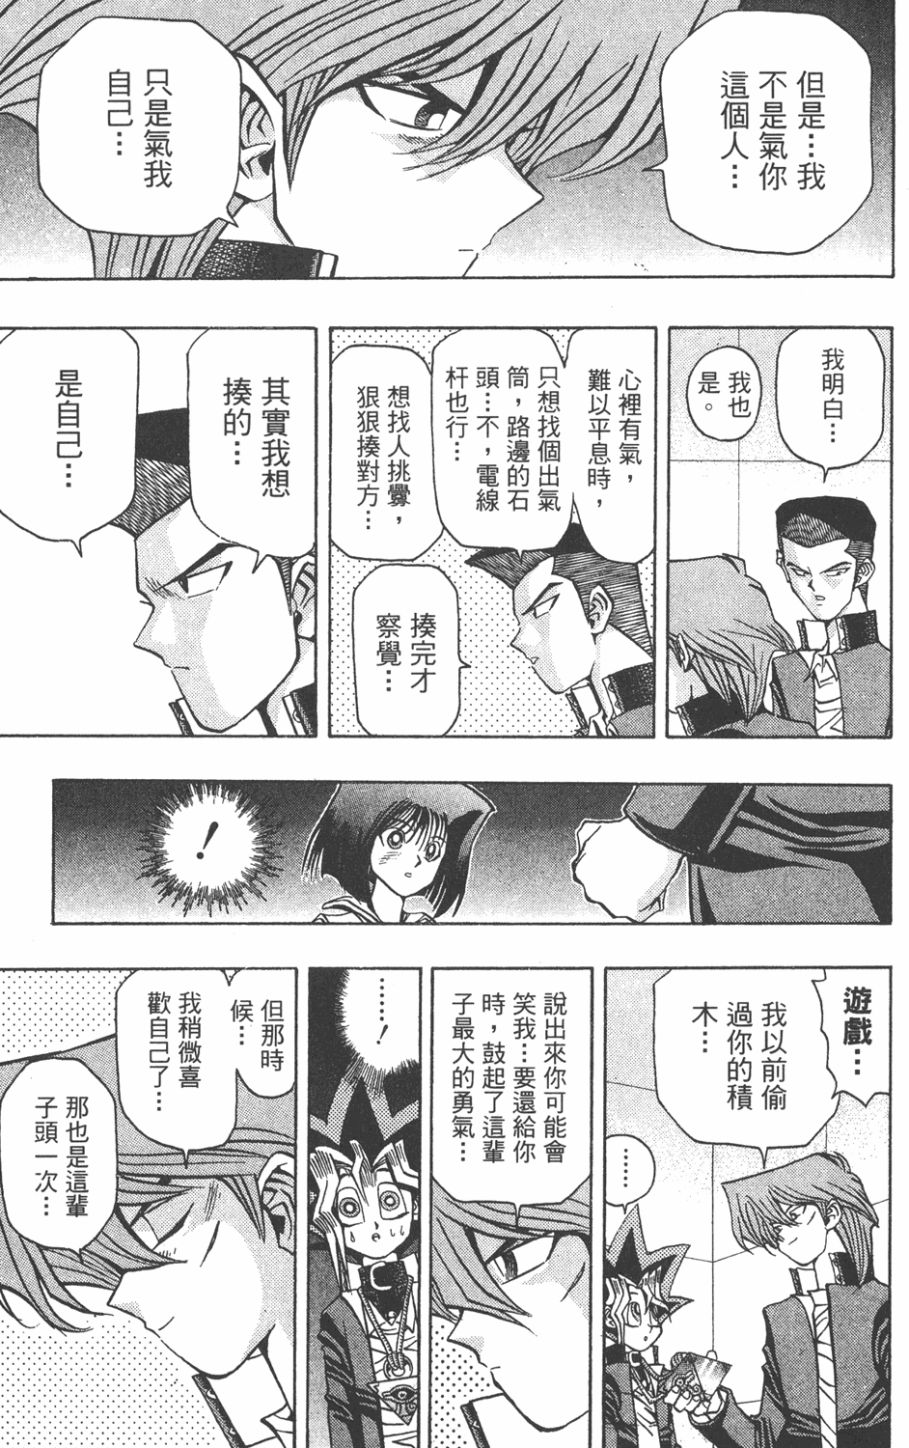 但是…我
不是氣你
這個人…
只是氣我
自己…
我明白…
我也
是。
心裡有氣，
難以平息時，
只想找個出氣
筒，路邊的石
頭…不，電線
杆也行…
想找人挑釁，
狠狠揍對方…
揍完才
察覺…
其實我想
揍的…
是自己…
！
遊戲…
我以前偷
過你的積
木…
……
說出來你可能會
笑我…要還給你
時，鼓起了這輩
子最大的勇氣…
……！
但那時
候…
我稍微喜
歡自己了…
那也是這輩
子頭一次…